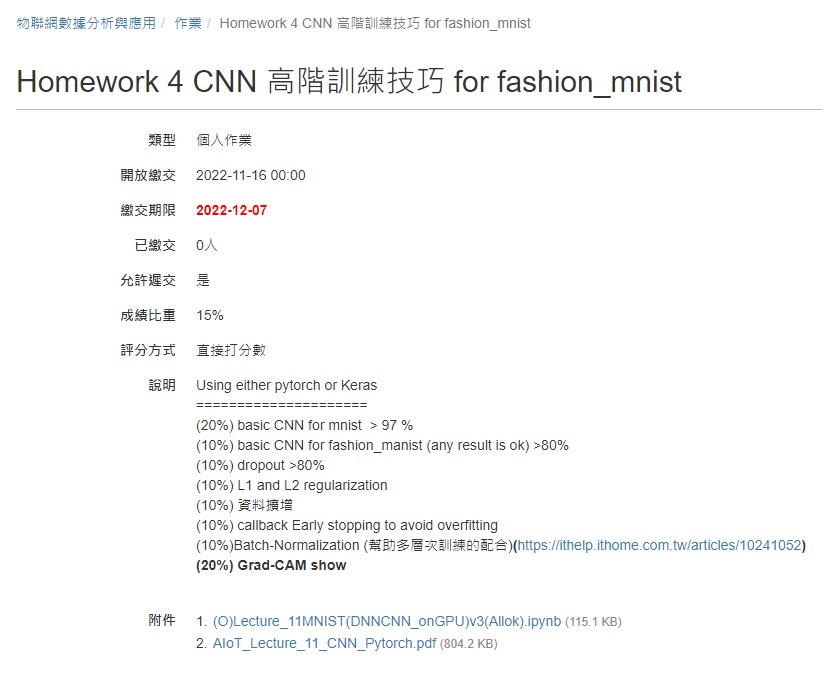 物聯網數據分析與應用 / 作業 / Homework 4 CNN 高階訓練技巧 for fashion_mnist
Homework 4 CNN 高階訓練技巧 for fashion_mnist
類型 個人作業
開放繳交 2022-11-16 00:00
繳交期限 2022-12-07
已繳交 0人
允許遲交 是
成績比重 15%
評分方式 直接打分數
說明 Using either pytorch or Keras
=====================
(20%) basic CNN for mnist > 97 %
(10%) basic CNN for fashion_manist (any result is ok) >80%
(10%) dropout >80%
(10%) L1 and L2 regularization
(10%) 資料擴增
(10%) callback Early stopping to avoid overfitting
(10%)Batch-Normalization (幫助多層次訓練的配合)(https://ithelp.ithome.com.tw/articles/10241052)
(20%) Grad-CAM show
附件 1. (O)Lecture_11MNIST(DNNCNN_onGPU)v3(Allok).ipynb (115.1 KB)
2. AIoT_Lecture_11_CNN_Pytorch.pdf (804.2 KB)